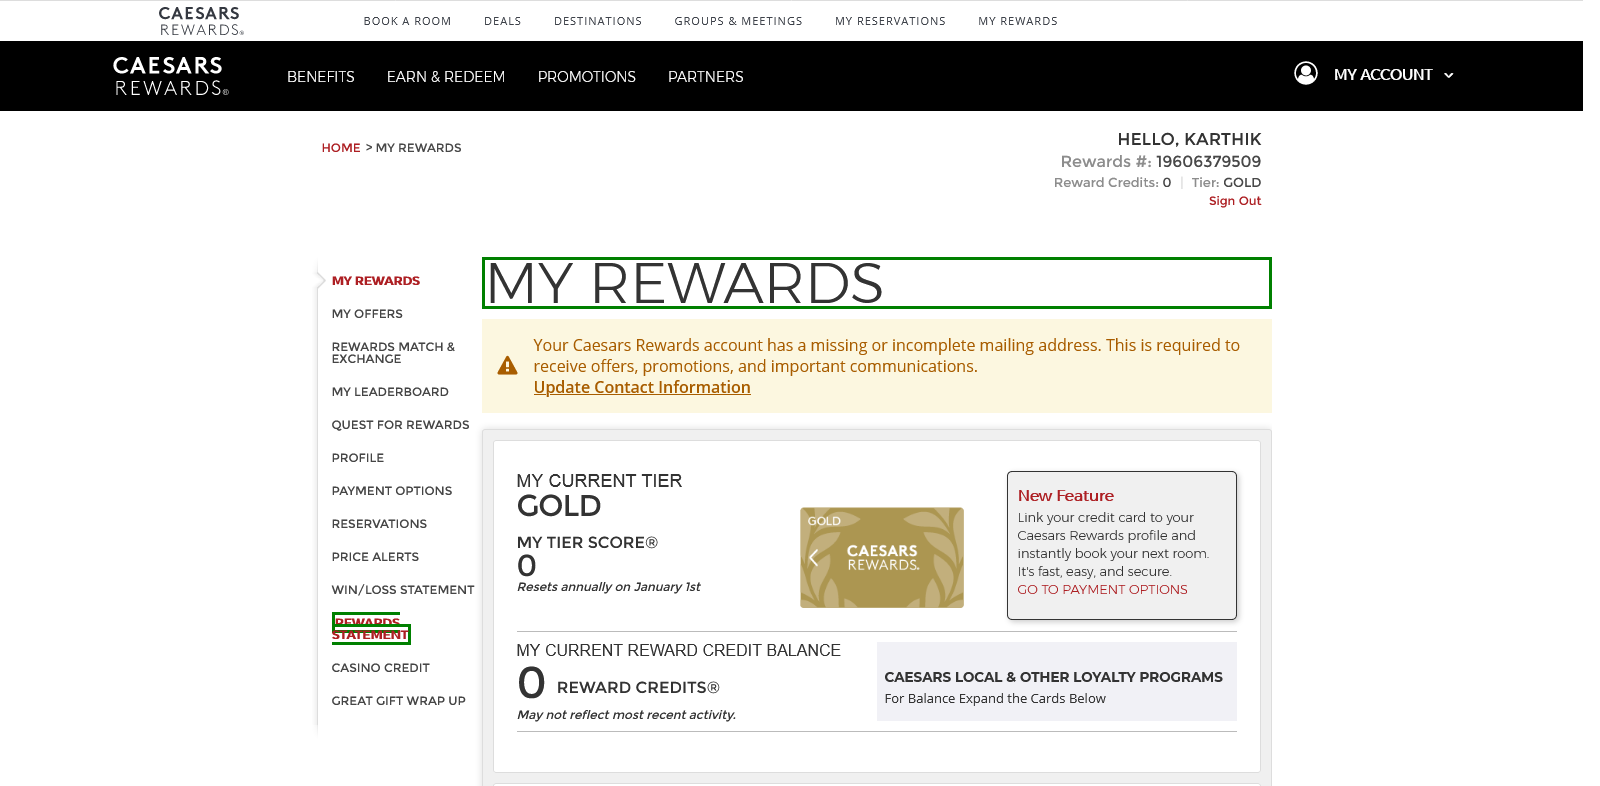 CAESARS
REWARDS®
BOOK A ROOM
DEALS
DESTINATIONS
GROUPS & MEETINGS
MY RESERVATIONS
MY REWARDS
CAESARS
REWARDS®
BENEFITS
EARN & REDEEM
PROMOTIONS
PARTNERS
MY ACCOUNT
HOME > MY REWARDS
HELLO, KARTHIK
Rewards #: 19606379509
Reward Credits: 0 | Tier: GOLD
Sign Out
MY REWARDS
MY OFFERS
REWARDS MATCH &
EXCHANGE
MY LEADERBOARD
QUEST FOR REWARDS
PROFILE
PAYMENT OPTIONS
RESERVATIONS
PRICE ALERTS
WIN/LOSS STATEMENT
REWARDS
STATEMENT
CASINO CREDIT
GREAT GIFT WRAP UP
MY REWARDS
Your Caesars Rewards account has a missing or incomplete mailing address. This is required to
receive offers, promotions, and important communications.
Update Contact Information
MY CURRENT TIER
GOLD
MY TIER SCORE®
0
Resets annually on January 1st
GOLD
CAESARS
REWARDS.
New Feature
Link your credit card to your
Caesars Rewards profile and
instantly book your next room.
It's fast, easy, and secure.
GO TO PAYMENT OPTIONS
MY CURRENT REWARD CREDIT BALANCE
0 REWARD CREDITS®
May not reflect most recent activity.
CAESARS LOCAL & OTHER LOYALTY PROGRAMS
For Balance Expand the Cards Below